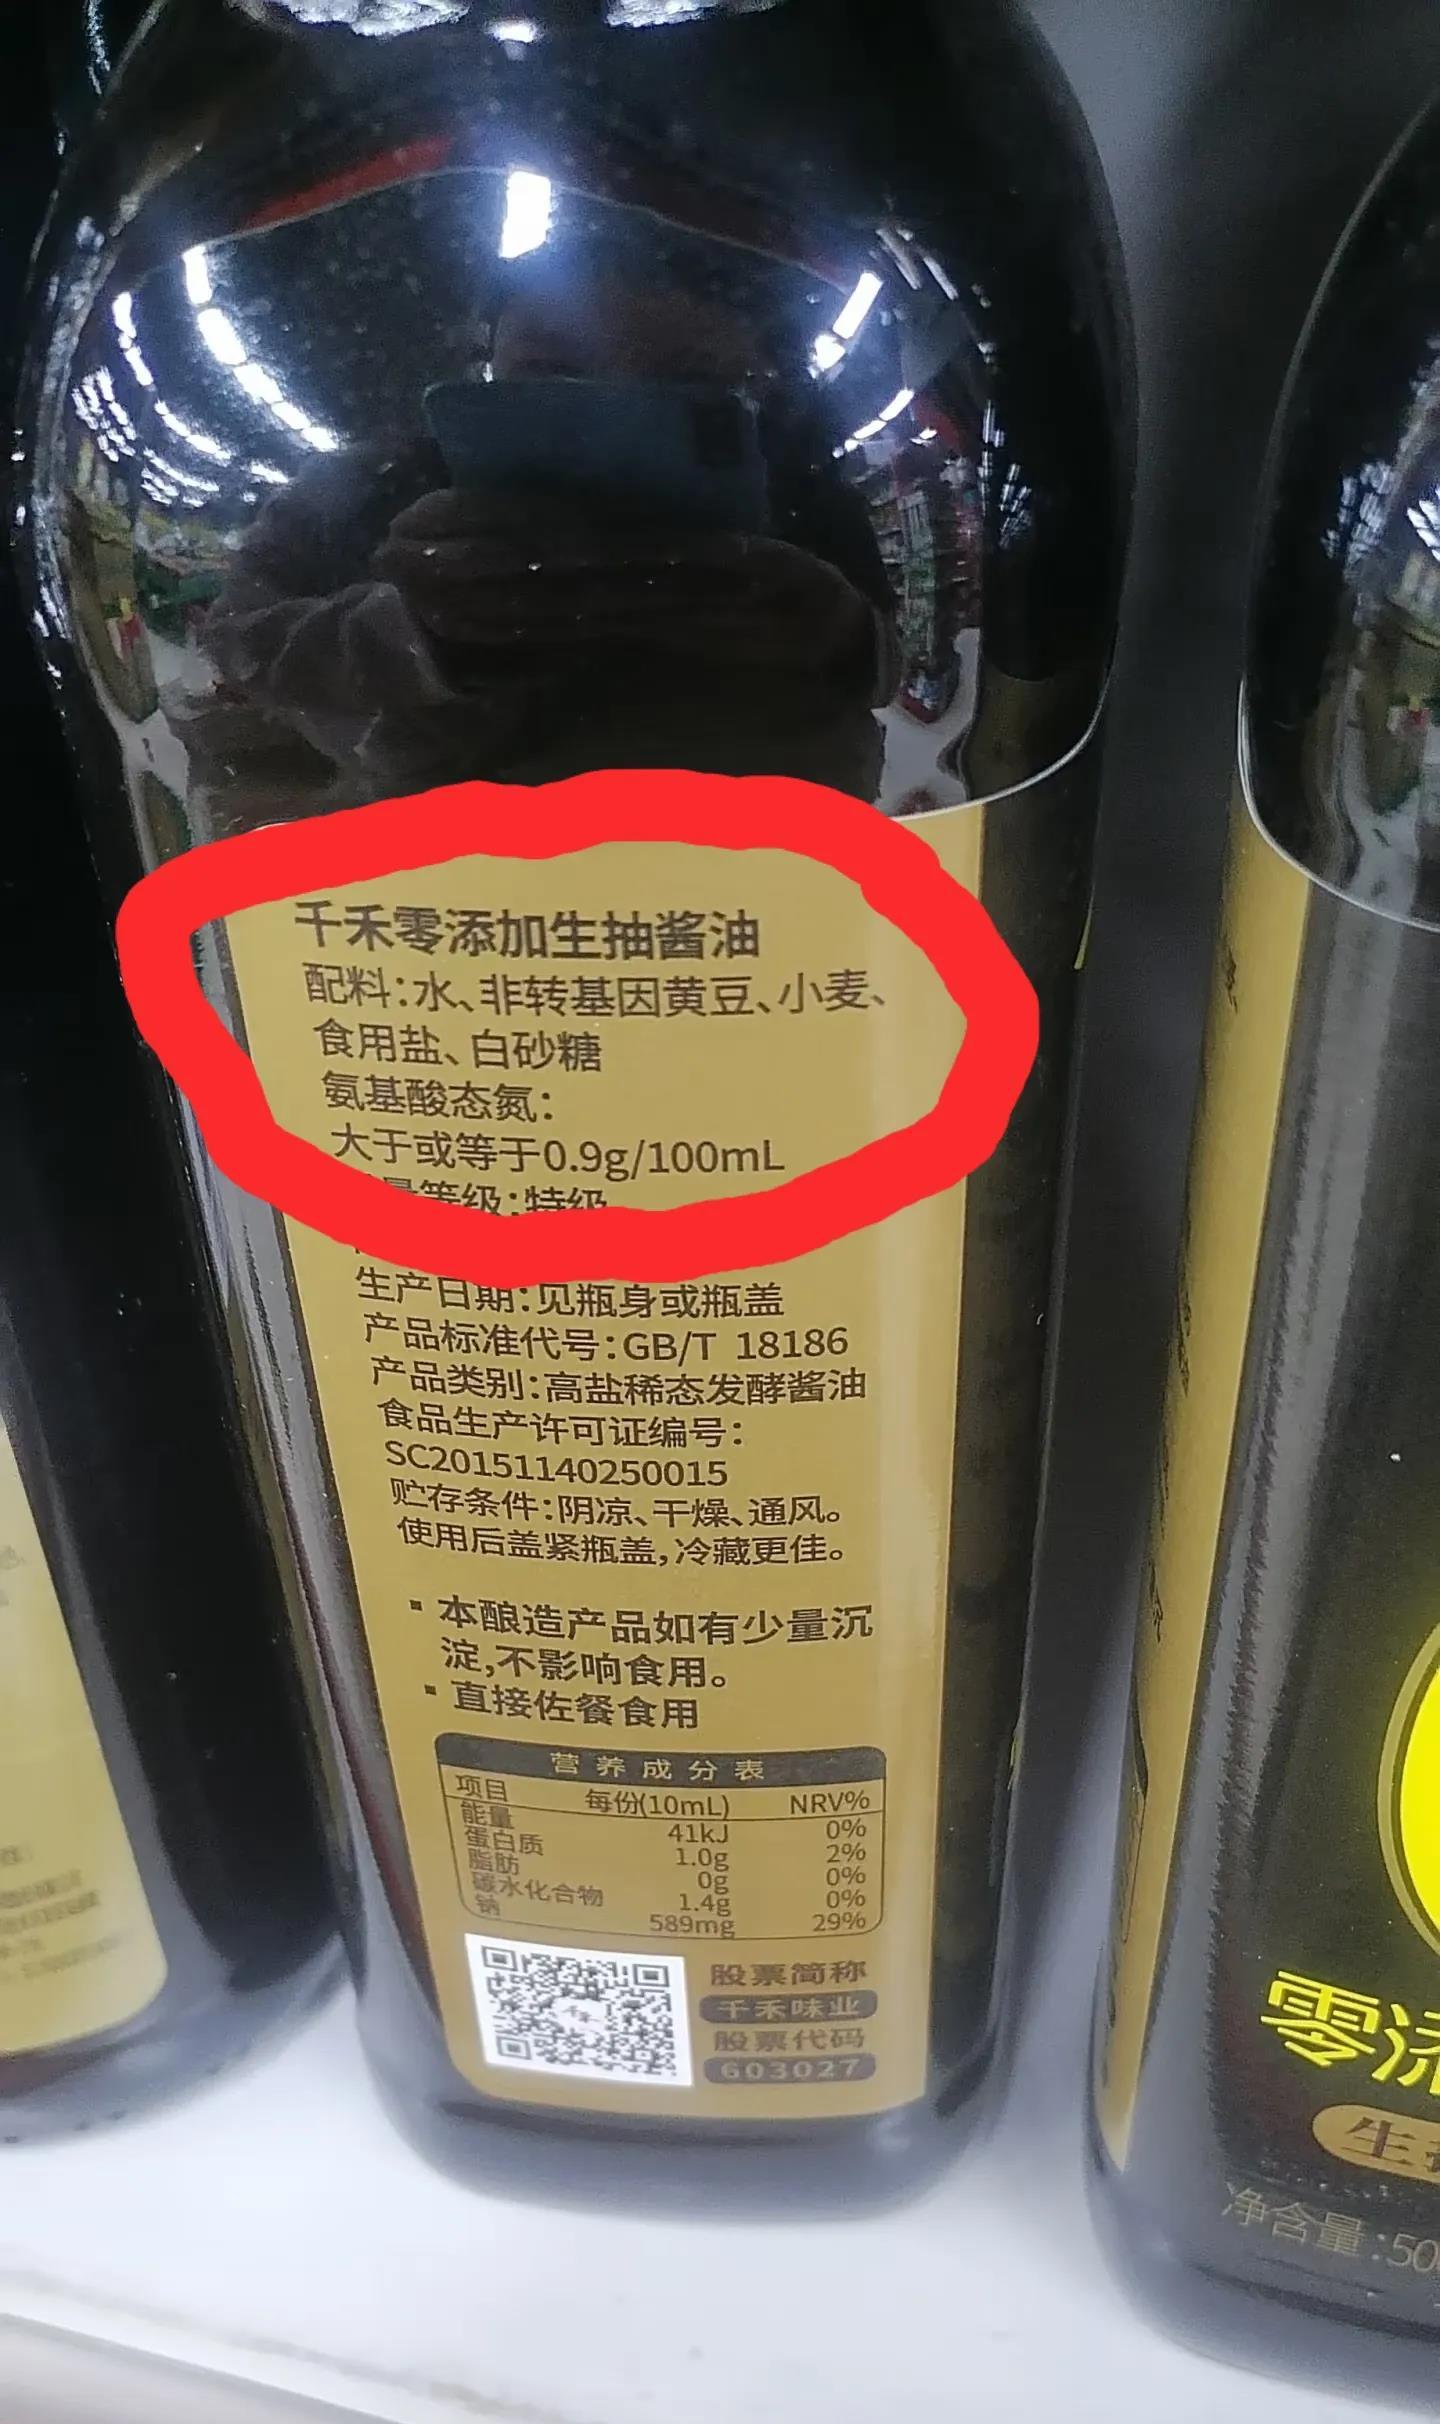 千禾零添加生抽酱油
配料：水、非转基因黄豆、小麦、
食用盐、白砂糖
氨基酸态氮：
大于或等于0.9g/100mL
量等级：特级
生产日期：见瓶身或瓶盖
产品标准代号：GB/T 18186
产品类别：高盐稀态发酵酱油
食品生产许可证编号：
SC20151140250015
贮存条件：阴凉、干燥、通风。
使用后盖紧瓶盖,冷藏更佳。
▪ 本酿造产品如有少量沉
淀,不影响食用。
▪ 直接佐餐食用
营养成分表
项目 每份(10mL) NRV%
能量 41kJ 0%
蛋白质 1.0g 2%
脂肪 0g 0%
碳水化合物 1.4g 0%
钠 589mg 29%
股票简称
千禾味业
股票代码
603027
零添
生抽
净含量:500